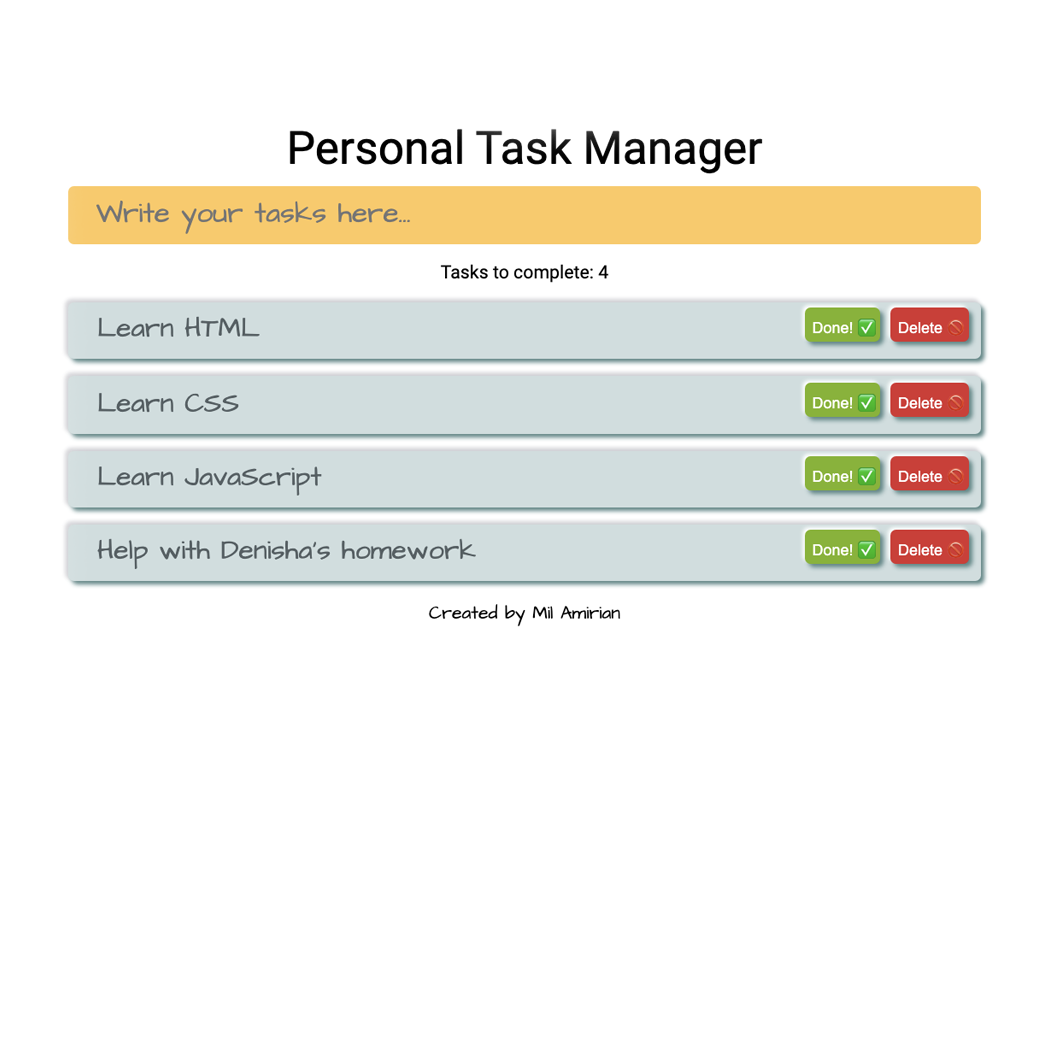 Personal Task Manager
Write your tasks here...
Tasks to complete: 4
Learn HTML Done! ✅ Delete 🚫
Learn CSS Done! ✅ Delete 🚫
Learn JavaScript Done! ✅ Delete 🚫
Help with Denisha's homework Done! ✅ Delete 🚫
Created by Mil Amirian